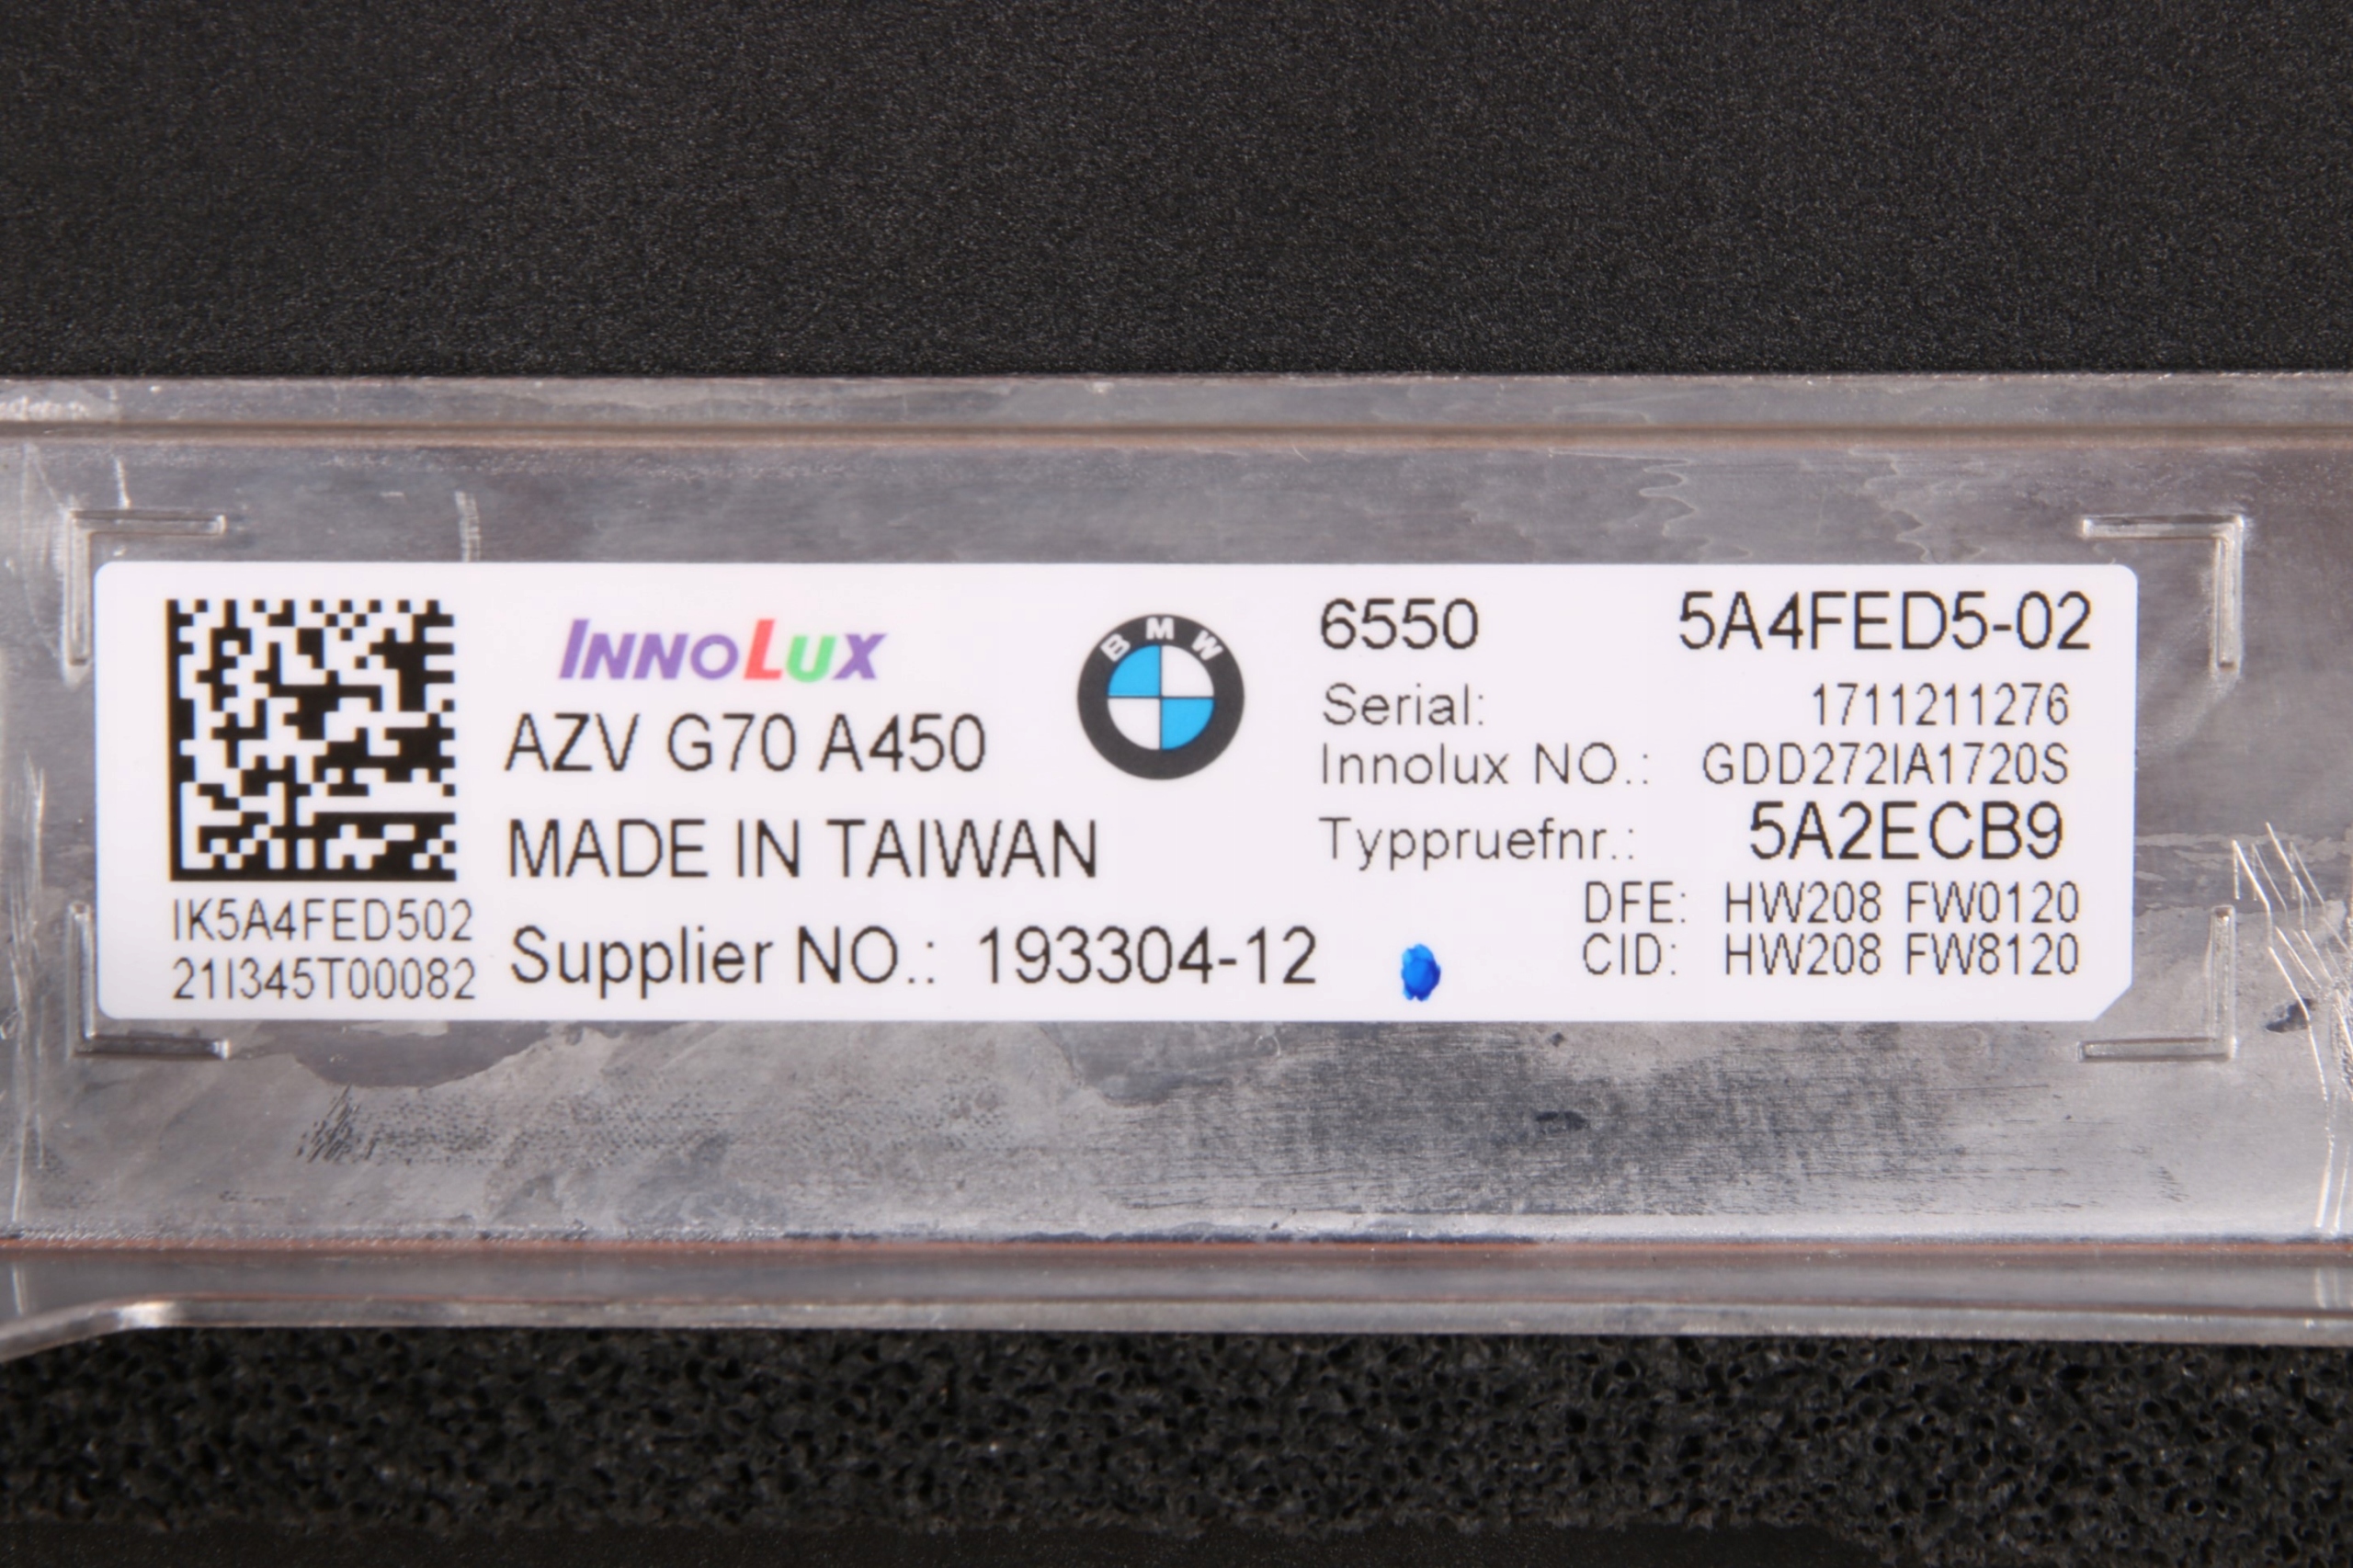 INNOLUX
AZV G70 A450
MADE IN TAIWAN
Supplier NO.: 193304-12
IK5A4FED502
21I345T00082
BMW
6550 5A4FED5-02
Serial: 1711211276
Innolux NO.: GDD272IA1720S
Typpruefnr.: 5A2ECB9
DFE: HW208 FW0120
CID: HW208 FW8120